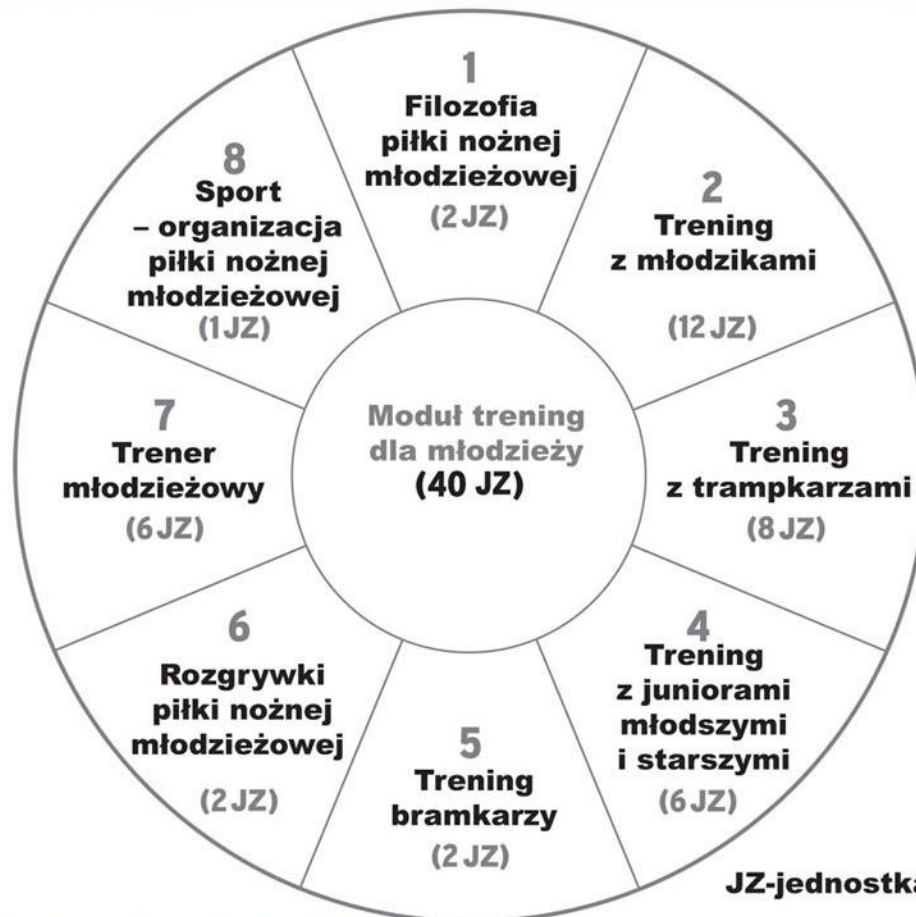 1
Filozofia
piłki nożnej
młodzieżowej
(2 JZ)
2
Trening
z młodzikami
(12 JZ)
3
Trening
z trampkarzami
(8 JZ)
4
Trening
z juniorami
młodszymi
i starszymi
(6 JZ)
5
Trening
bramkarzy
(2 JZ)
6
Rozgrywki
piłki nożnej
młodzieżowej
(2 JZ)
7
Trener
młodzieżowy
(6 JZ)
8
Sport
– organizacja
piłki nożnej
młodzieżowej
(1 JZ)
Moduł trening
dla młodzieży
(40 JZ)
JZ-jednostka